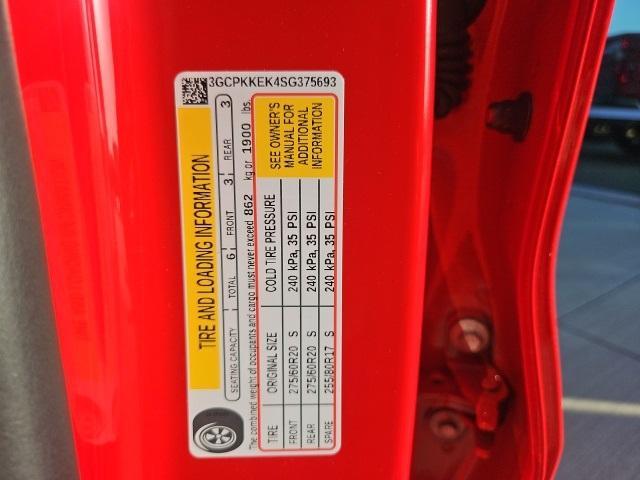 3GCPKKEK4SG375693
TIRE AND LOADING INFORMATION
SEATING CAPACITY TOTAL 6 FRONT 3 REAR 3
The combined weight of occupants and cargo must never exceed 862 kg or 1900 lbs.
TIRE ORIGINAL SIZE COLD TIRE PRESSURE
FRONT 275/60R20 S 240 kPa, 35 PSI
REAR 275/60R20 S 240 kPa, 35 PSI
SPARE 255/80R17 S 240 kPa, 35 PSI
SEE OWNER'S
MANUAL FOR
ADDITIONAL
INFORMATION